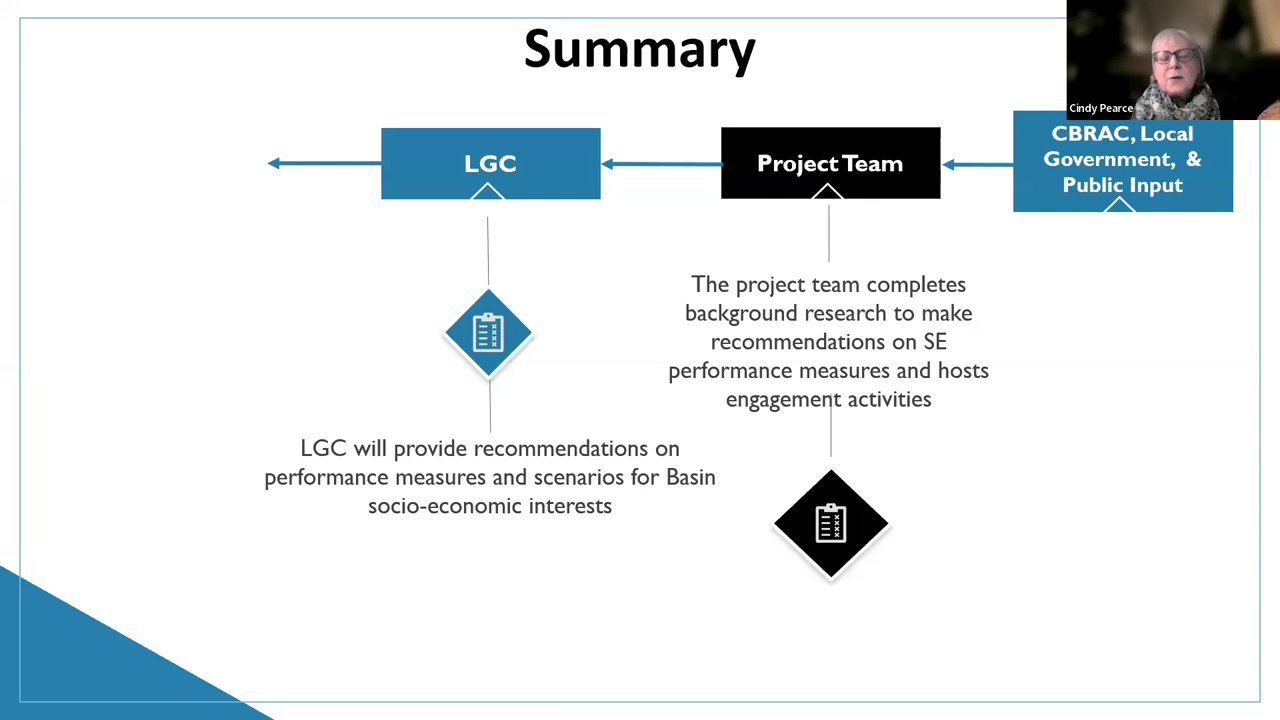 Summary
Cindy Pearce
LGC
Project Team
CBRAC, Local
Government, &
Public Input
The project team completes
background research to make
recommendations on SE
performance measures and hosts
engagement activities
LGC will provide recommendations on
performance measures and scenarios for Basin
socio-economic interests